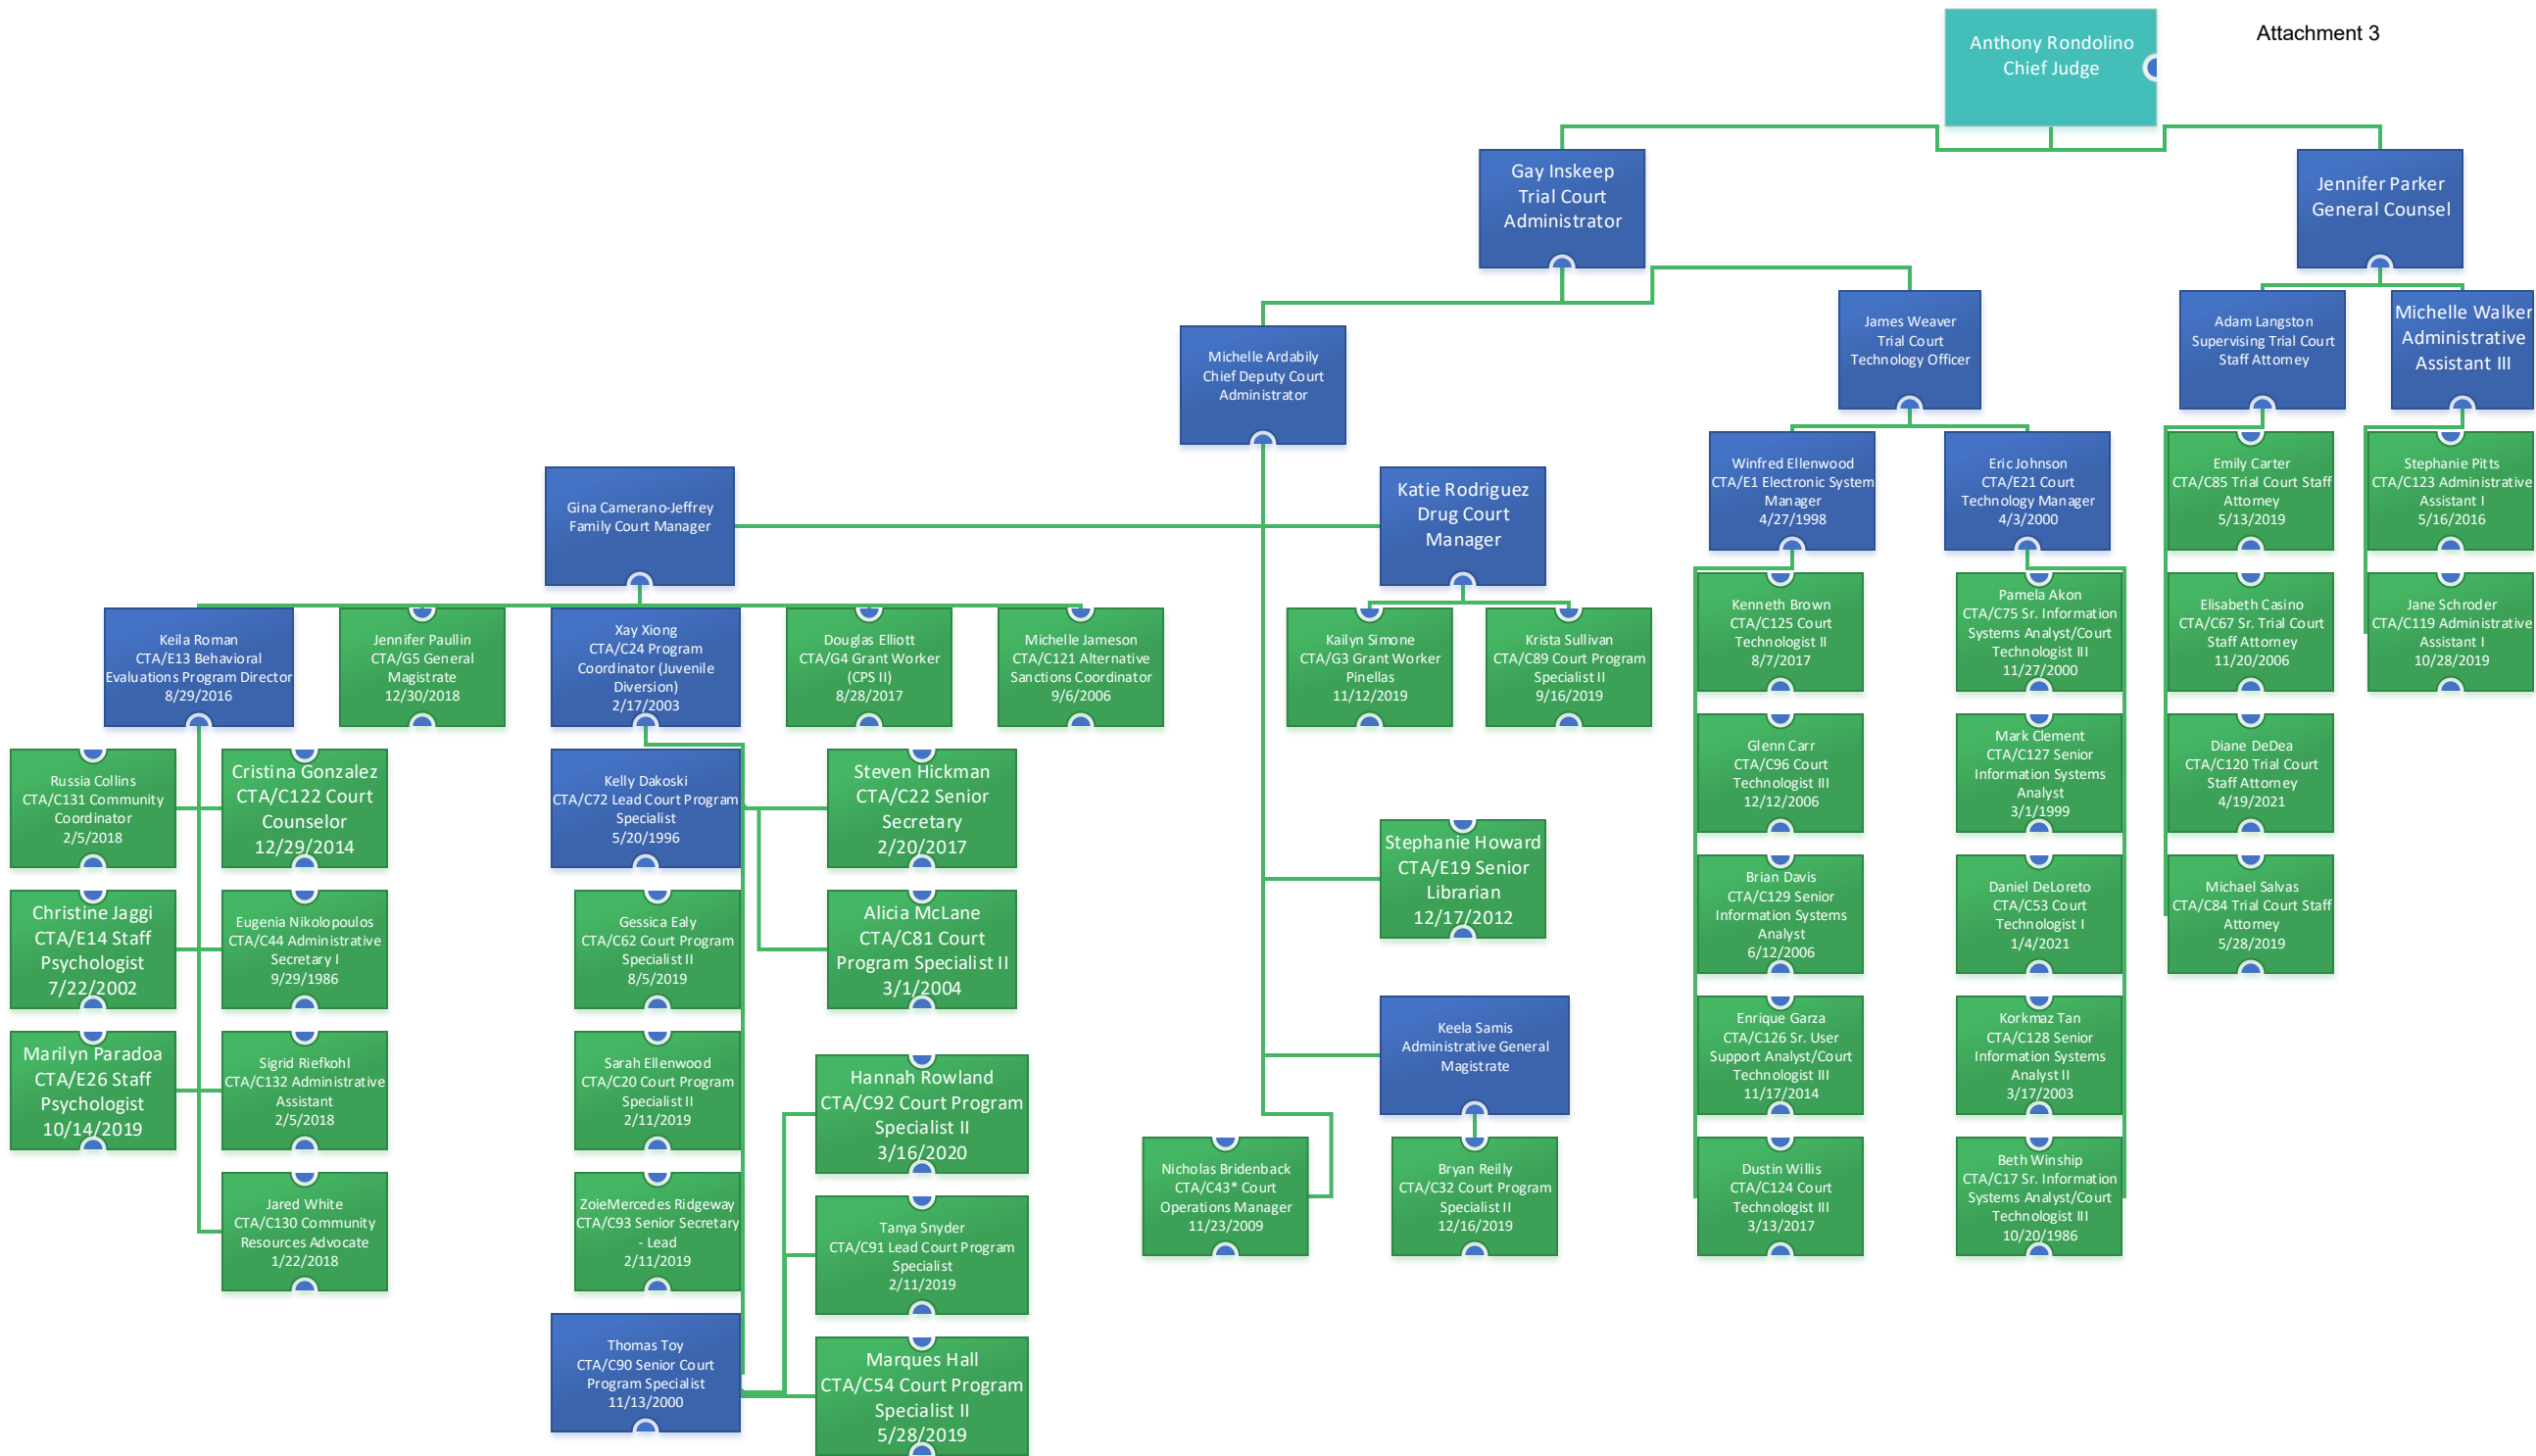 Attachment 3
Anthony Rondolino
Chief Judge
Gay Inskeep
Trial Court
Administrator
Jennifer Parker
General Counsel
Michelle Ardabily
Chief Deputy Court
Administrator
James Weaver
Trial Court
Technology Officer
Adam Langston
Supervising Trial Court
Staff Attorney
Michelle Walker
Administrative
Assistant III
Gina Camerano-Jeffrey
Family Court Manager
Katie Rodriguez
Drug Court
Manager
Winfred Ellenwood
CTA/E1 Electronic System
Manager
4/27/1998
Eric Johnson
CTA/E21 Court
Technology Manager
4/3/2000
Emily Carter
CTA/C85 Trial Court Staff
Attorney
5/13/2019
Stephanie Pitts
CTA/C123 Administrative
Assistant I
5/16/2016
Keila Roman
CTA/E13 Behavioral
Evaluations Program Director
8/29/2016
Jennifer Paullin
CTA/G5 General
Magistrate
12/30/2018
Xay Xiong
CTA/C24 Program
Coordinator (Juvenile
Diversion)
2/17/2003
Douglas Elliott
CTA/G4 Grant Worker
(CPS II)
8/28/2017
Michelle Jameson
CTA/C121 Alternative
Sanctions Coordinator
9/6/2006
Kailyn Simone
CTA/G3 Grant Worker
Pinellas
11/12/2019
Krista Sullivan
CTA/C89 Court Program
Specialist II
9/16/2019
Kenneth Brown
CTA/C125 Court
Technologist II
8/7/2017
Pamela Akon
CTA/C75 Sr. Information
Systems Analyst/Court
Technologist III
11/27/2000
Elisabeth Casino
CTA/C67 Sr. Trial Court
Staff Attorney
11/20/2006
Jane Schroder
CTA/C119 Administrative
Assistant I
10/28/2019
Russia Collins
CTA/C131 Community
Coordinator
2/5/2018
Cristina Gonzalez
CTA/C122 Court
Counselor
12/29/2014
Kelly Dakoski
CTA/C72 Lead Court Program
Specialist
5/20/1996
Steven Hickman
CTA/C22 Senior
Secretary
2/20/2017
Stephanie Howard
CTA/E19 Senior
Librarian
12/17/2012
Glenn Carr
CTA/C96 Court
Technologist III
12/12/2006
Mark Clement
CTA/C127 Senior
Information Systems
Analyst
3/1/1999
Diane DeDea
CTA/C120 Trial Court
Staff Attorney
4/19/2021
Christine Jaggi
CTA/E14 Staff
Psychologist
7/22/2002
Eugenia Nikolopoulos
CTA/C44 Administrative
Secretary I
9/29/1986
Gessica Ealy
CTA/C62 Court Program
Specialist II
8/5/2019
Alicia McLane
CTA/C81 Court
Program Specialist II
3/1/2004
Brian Davis
CTA/C129 Senior
Information Systems
Analyst
6/12/2006
Daniel DeLoreto
CTA/C53 Court
Technologist I
1/4/2021
Michael Salvas
CTA/C84 Trial Court Staff
Attorney
5/28/2019
Marilyn Paradoa
CTA/E26 Staff
Psychologist
10/14/2019
Sigrid Riefkohl
CTA/C132 Administrative
Assistant
2/5/2018
Sarah Ellenwood
CTA/C20 Court Program
Specialist II
2/11/2019
Hannah Rowland
CTA/C92 Court Program
Specialist II
3/16/2020
Keela Samis
Administrative General
Magistrate
Enrique Garza
CTA/C126 Sr. User
Support Analyst/Court
Technologist III
11/17/2014
Korkmaz Tan
CTA/C128 Senior
Information Systems
Analyst II
3/17/2003
Jared White
CTA/C130 Community
Resources Advocate
1/22/2018
ZoieMercedes Ridgeway
CTA/C93 Senior Secretary
- Lead
2/11/2019
Tanya Snyder
CTA/C91 Lead Court Program
Specialist
2/11/2019
Nicholas Bridenback
CTA/C43* Court
Operations Manager
11/23/2009
Bryan Reilly
CTA/C32 Court Program
Specialist II
12/16/2019
Dustin Willis
CTA/C124 Court
Technologist III
3/13/2017
Beth Winship
CTA/C17 Sr. Information
Systems Analyst/Court
Technologist III
10/20/1986
Thomas Toy
CTA/C90 Senior Court
Program Specialist
11/13/2000
Marques Hall
CTA/C54 Court Program
Specialist II
5/28/2019